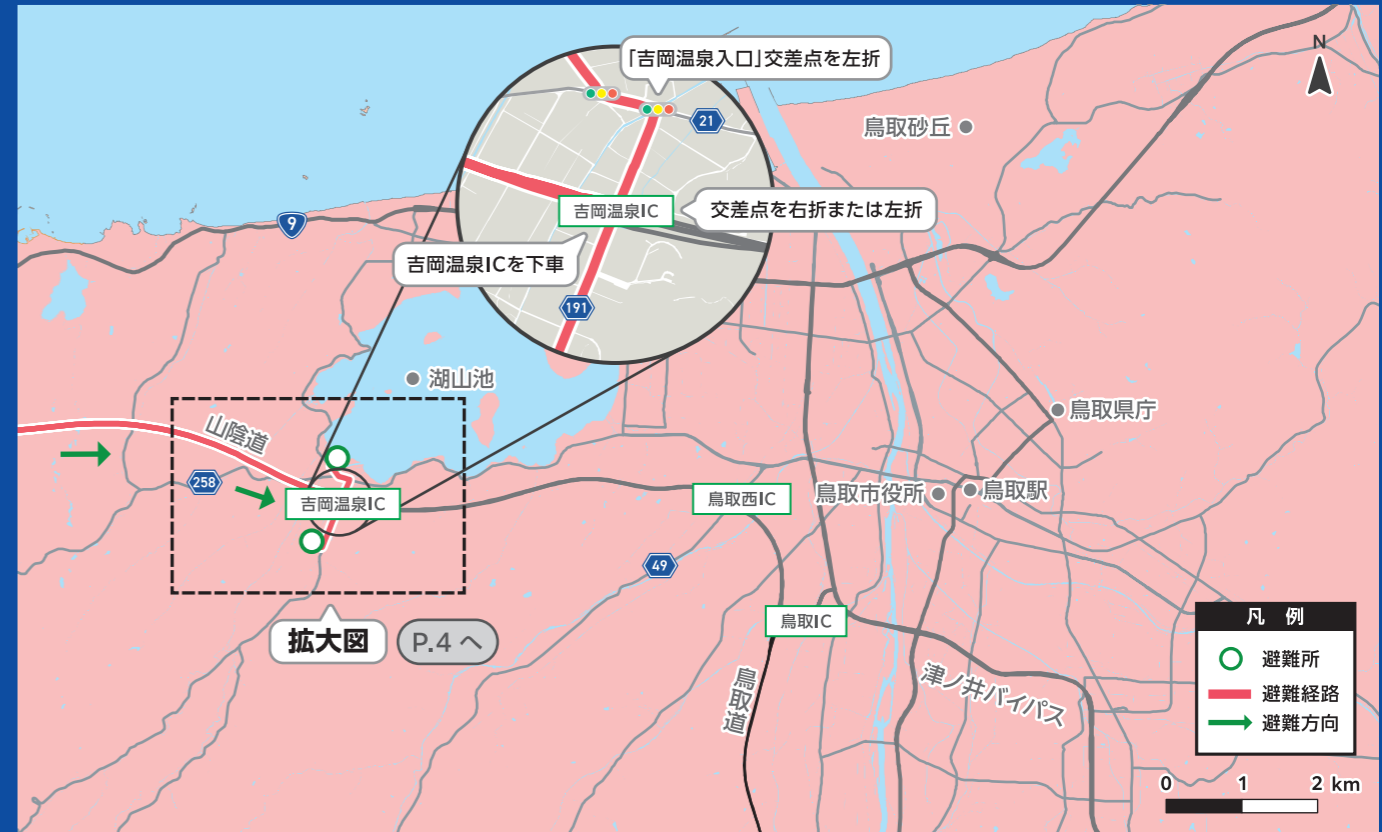 「吉岡温泉入口」交差点を左折
N
21
鳥取砂丘
吉岡温泉IC
交差点を右折または左折
9
吉岡温泉ICを下車
191
湖山池
鳥取県庁
山陰道
258
吉岡温泉IC
鳥取西IC
鳥取市役所
鳥取駅
49
拡大図
P.4 へ
鳥取IC
鳥取道
津ノ井バイパス
凡 例
避難所
避難経路
避難方向
0 1 2 km